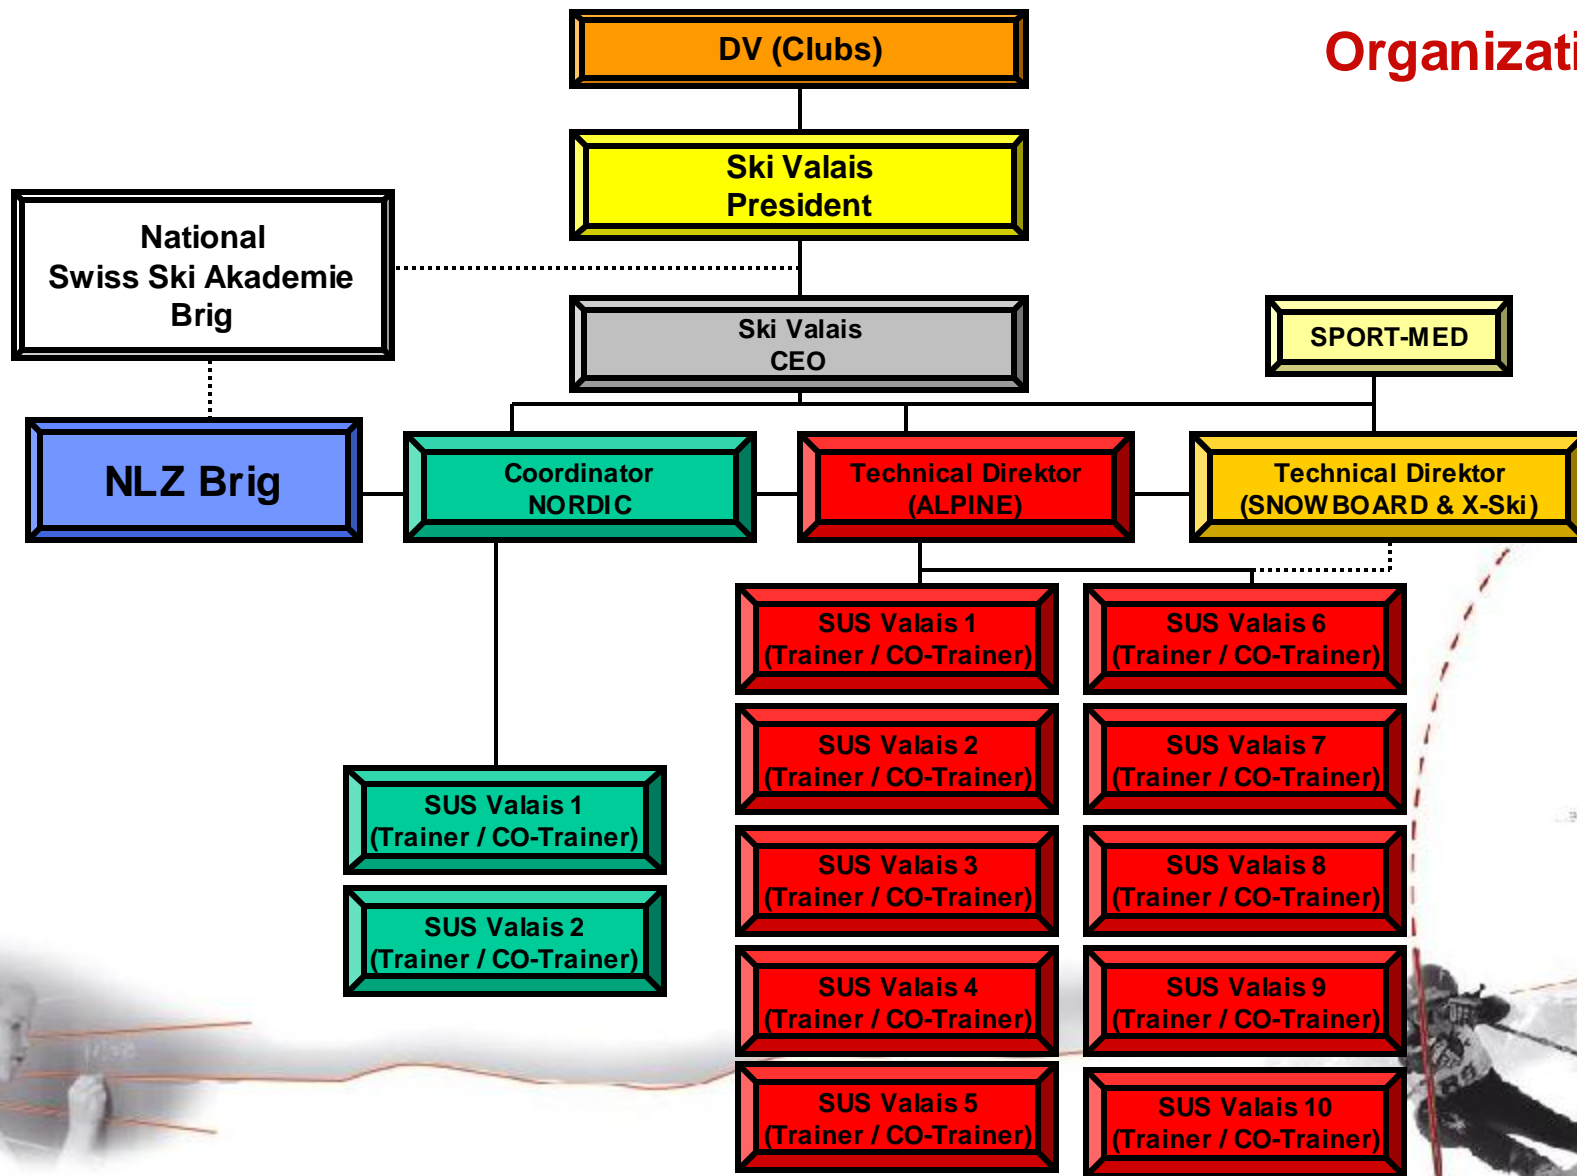 DV (Clubs)
Organizati
Ski Valais
President
National
Swiss Ski Akademie
Brig
Ski Valais
CEO
SPORT-MED
NLZ Brig
Coordinator
NORDIC
Technical Direktor
(ALPINE)
Technical Direktor
(SNOWBOARD & X-Ski)
SUS Valais 1
(Trainer / CO-Trainer)
SUS Valais 6
(Trainer / CO-Trainer)
SUS Valais 2
(Trainer / CO-Trainer)
SUS Valais 7
(Trainer / CO-Trainer)
SUS Valais 1
(Trainer / CO-Trainer)
SUS Valais 3
(Trainer / CO-Trainer)
SUS Valais 8
(Trainer / CO-Trainer)
SUS Valais 2
(Trainer / CO-Trainer)
SUS Valais 4
(Trainer / CO-Trainer)
SUS Valais 9
(Trainer / CO-Trainer)
SUS Valais 5
(Trainer / CO-Trainer)
SUS Valais 10
(Trainer / CO-Trainer)